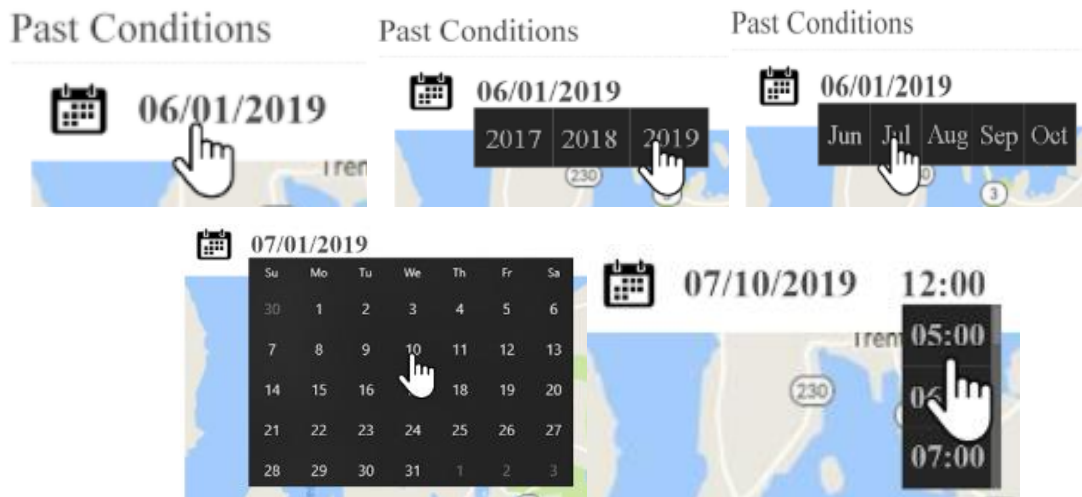 Past Conditions
06/01/2019
Past Conditions
06/01/2019
2017 2018 2019
230
Past Conditions
06/01/2019
Jun Jul Aug Sep Oct
3
07/01/2019
Su Mo Tu We Th Fr Sa
30 1 2 3 4 5 6
7 8 9 10 11 12 13
14 15 16 18 19 20
21 22 23 24 25 26 27
28 29 30 31 1 2 3
07/10/2019 12:00
05:00
230
07:00